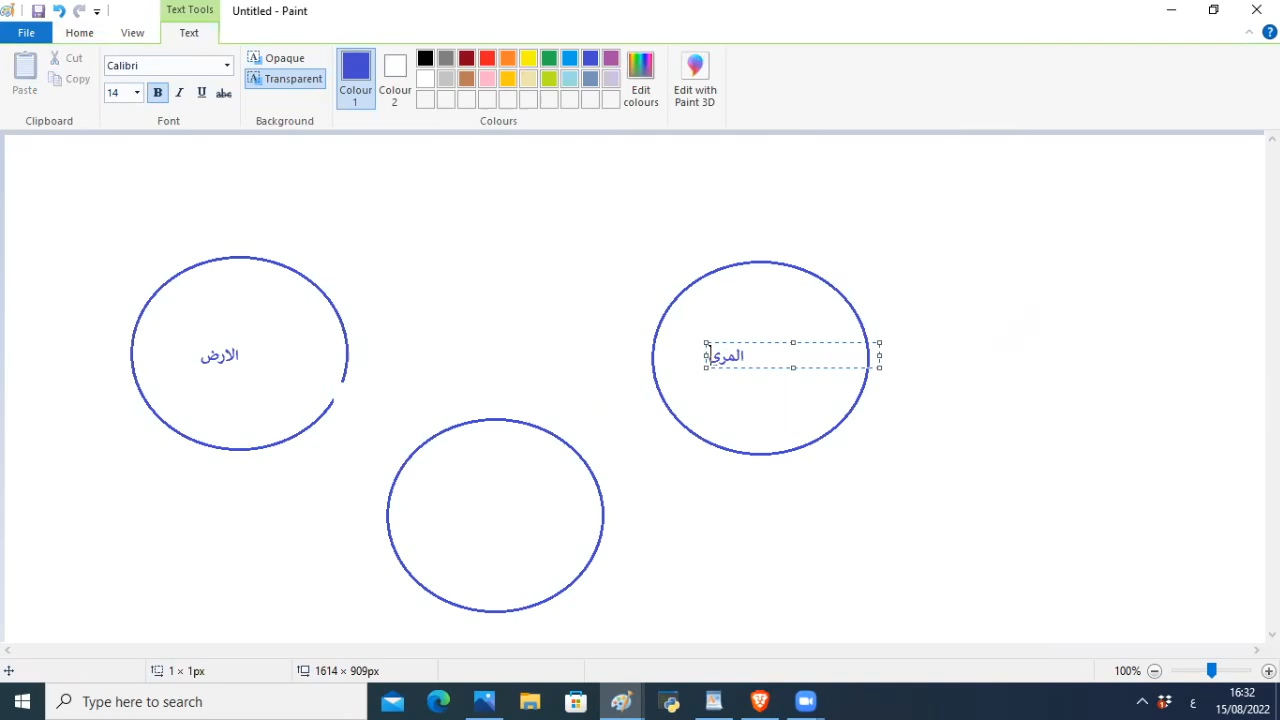 Text Tools
Untitled - Paint
File
Home
View
Text
Paste
Cut
Copy
Clipboard
Calibri
14
B I U abc
Font
Opaque
Transparent
Background
Colour 1
Colour 2
Edit colours
Colours
Edit with Paint 3D
الارض
المري
1 × 1px
1614 × 909px
100%
Type here to search
ع
16:32
15/08/2022